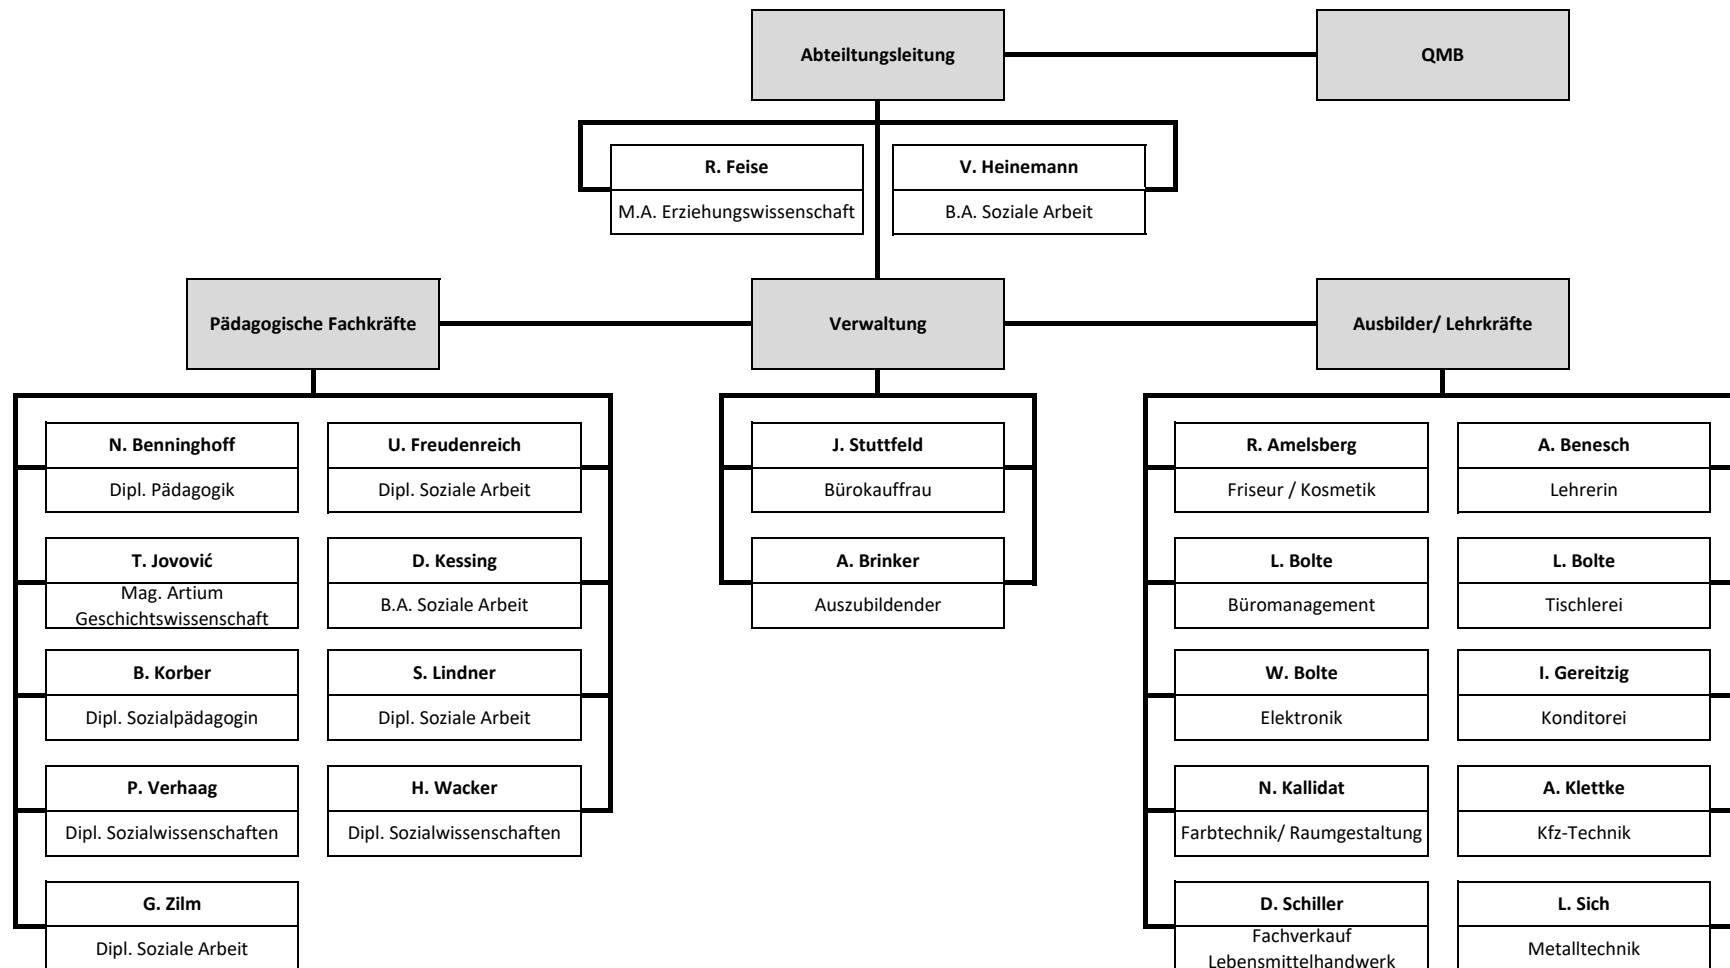 Abteiltungsleitung
QMB
R. Feise
M.A. Erziehungswissenschaft
V. Heinemann
B.A. Soziale Arbeit
Pädagogische Fachkräfte
Verwaltung
Ausbilder/ Lehrkräfte
N. Benninghoff
Dipl. Pädagogik
U. Freudenreich
Dipl. Soziale Arbeit
T. Jovović
Mag. Artium
Geschichtswissenschaft
D. Kessing
B.A. Soziale Arbeit
B. Korber
Dipl. Sozialpädagogin
S. Lindner
Dipl. Soziale Arbeit
P. Verhaag
Dipl. Sozialwissenschaften
H. Wacker
Dipl. Sozialwissenschaften
G. Zilm
Dipl. Soziale Arbeit
J. Stuttfeld
Bürokauffrau
A. Brinker
Auszubildender
R. Amelsberg
Friseur / Kosmetik
A. Benesch
Lehrerin
L. Bolte
Büromanagement
L. Bolte
Tischlerei
W. Bolte
Elektronik
I. Gereitzig
Konditorei
N. Kallidat
Farbtechnik/ Raumgestaltung
A. Klettke
Kfz-Technik
D. Schiller
Fachverkauf
Lebensmittelhandwerk
L. Sich
Metalltechnik